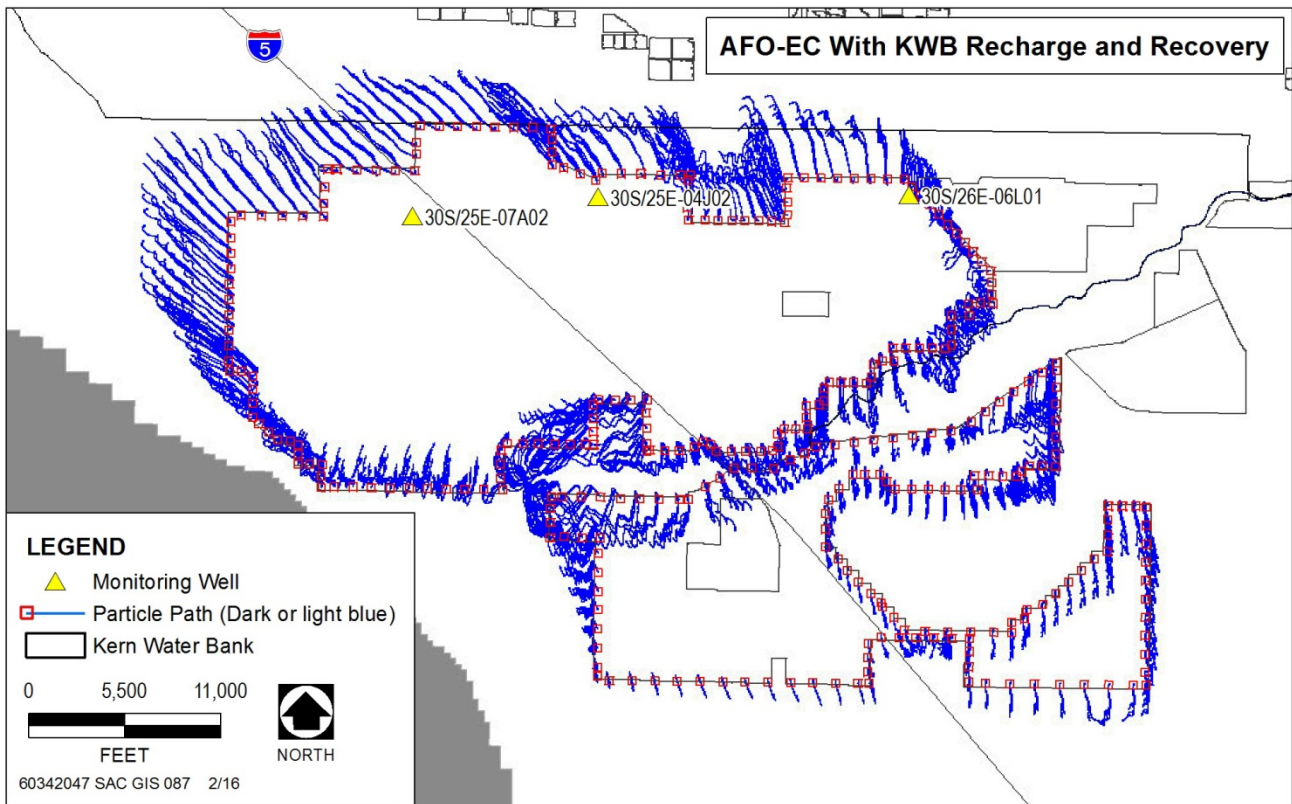 5
AFO-EC With KWB Recharge and Recovery
30S/25E-07A02
30S/25E-04J02
30S/26E-06L01
LEGEND
Monitoring Well
Particle Path (Dark or light blue)
Kern Water Bank
0 5,500 11,000
FEET
NORTH
60342047 SAC GIS 087 2/16